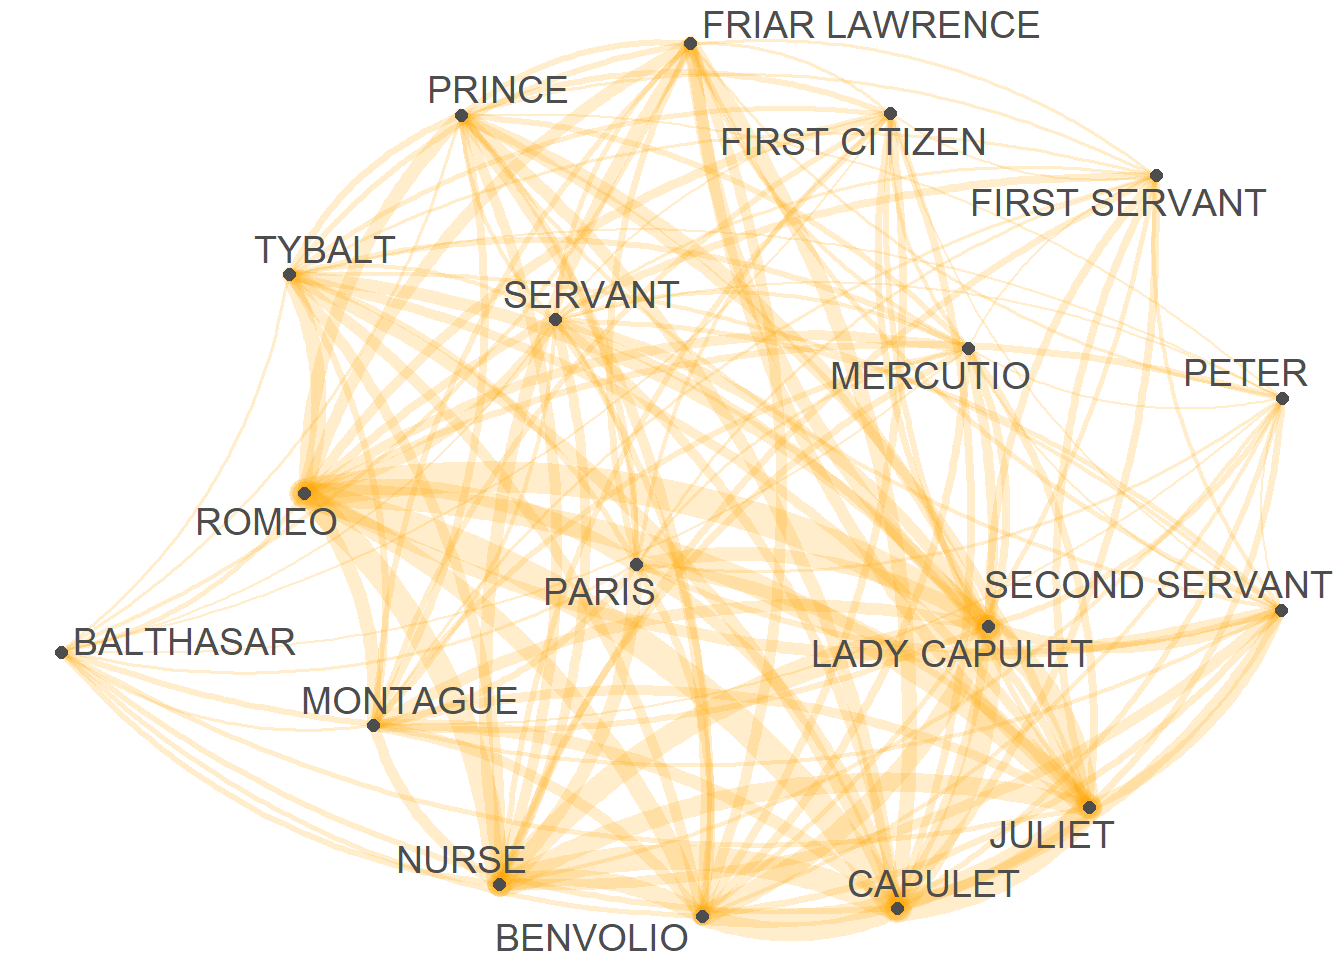 FRIAR LAWRENCE
PRINCE
FIRST CITIZEN
FIRST SERVANT
TYBALT
SERVANT
MERCUTIO
PETER
ROMEO
PARIS
SECOND SERVANT
BALTHASAR
LADY CAPULET
MONTAGUE
JULIET
NURSE
CAPULET
BENVOLIO